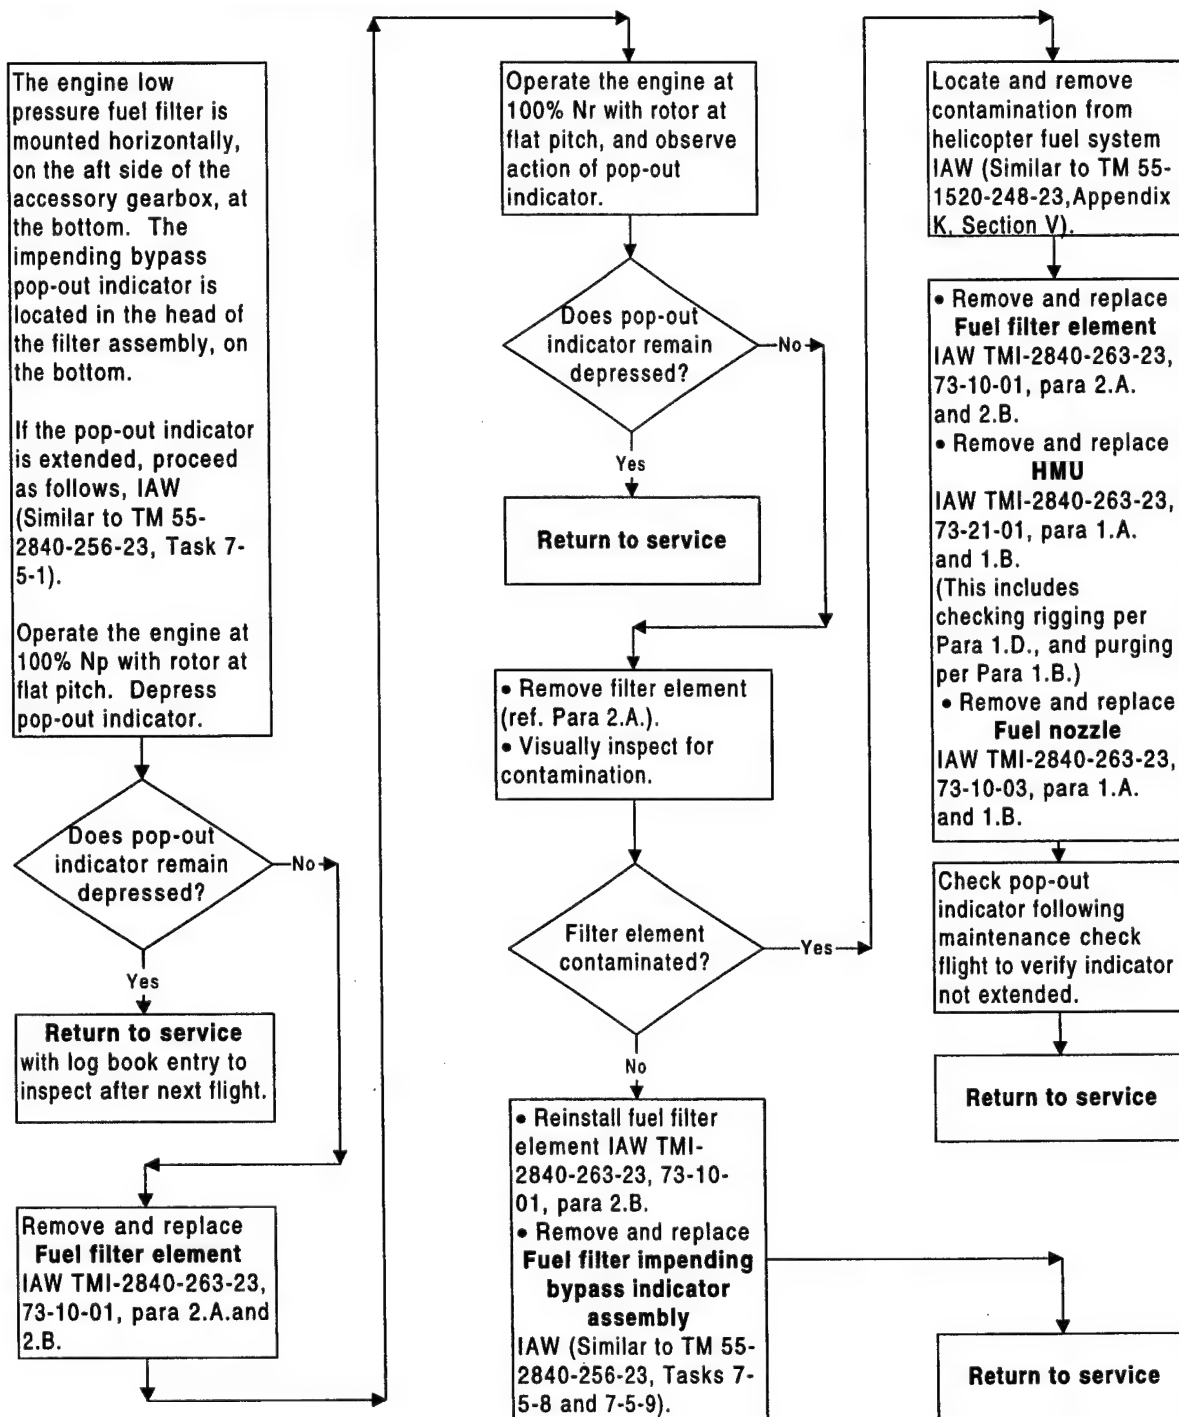 The engine low
pressure fuel filter is
mounted horizontally,
on the aft side of the
accessory gearbox, at
the bottom. The
impending bypass
pop-out indicator is
located in the head of
the filter assembly, on
the bottom.
If the pop-out indicator
is extended, proceed
as follows, IAW
(Similar to TM 55-
2840-256-23, Task 7-
5-1).
Operate the engine at
100% Np with rotor at
flat pitch. Depress
pop-out indicator.
Does pop-out
indicator remain
depressed?
No
Yes
Return to service
with log book entry to
inspect after next flight.
Remove and replace
Fuel filter element
IAW TMI-2840-263-23,
73-10-01, para 2.A.and
2.B.
Operate the engine at
100% Nr with rotor at
flat pitch, and observe
action of pop-out
indicator.
Does pop-out
indicator remain
depressed?
No
Yes
Return to service
• Remove filter element
(ref. Para 2.A.).
• Visually inspect for
contamination.
Filter element
contaminated?
Yes
No
• Reinstall fuel filter
element IAW TMI-
2840-263-23, 73-10-
01, para 2.B.
• Remove and replace
Fuel filter impending
bypass indicator
assembly
IAW (Similar to TM 55-
2840-256-23, Tasks 7-
5-8 and 7-5-9).
Return to service
Locate and remove
contamination from
helicopter fuel system
IAW (Similar to TM 55-
1520-248-23,Appendix
K, Section V).
• Remove and replace
Fuel filter element
IAW TMI-2840-263-23,
73-10-01, para 2.A.
and 2.B.
• Remove and replace
HMU
IAW TMI-2840-263-23,
73-21-01, para 1.A.
and 1.B.
(This includes
checking rigging per
Para 1.D., and purging
per Para 1.B.)
• Remove and replace
Fuel nozzle
IAW TMI-2840-263-23,
73-10-03, para 1.A.
and 1.B.
Check pop-out
indicator following
maintenance check
flight to verify indicator
not extended.
Return to service